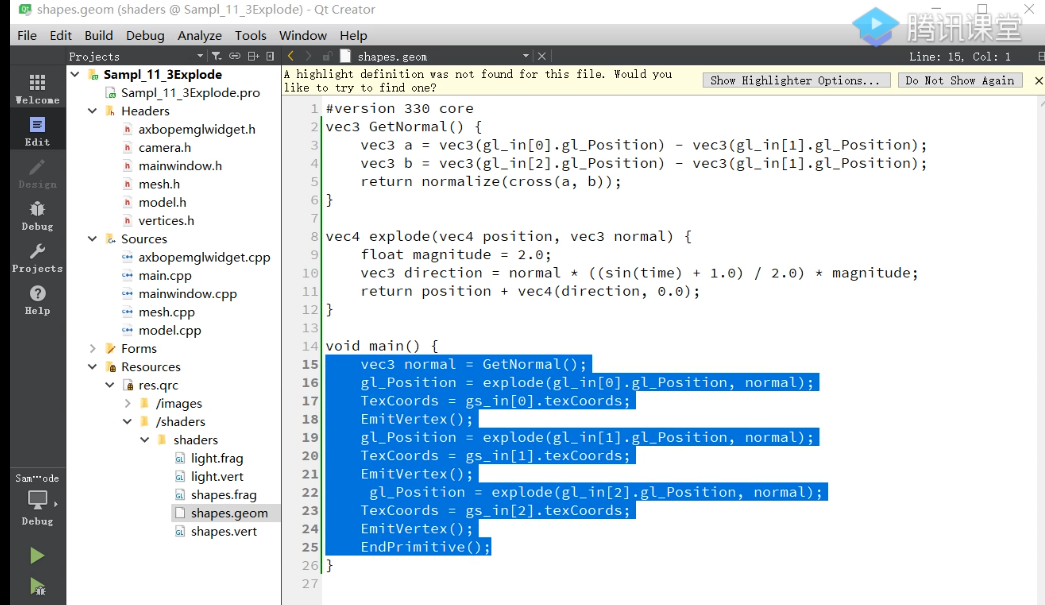 shapes.geom (shaders @ Sampl_11_3Explode) - Qt Creator
腾讯课堂
File Edit Build Debug Analyze Tools Window Help
Projects
shapes.geom
Line: 15, Col: 1
A highlight definition was not found for this file. Would you
like to try to find one?
Show Highlighter Options...
Do Not Show Again
Welcome
Edit
Design
Debug
Projects
Help
Sam···ode
Debug
Sampl_11_3Explode
Sampl_11_3Explode.pro
Headers
axbopemglwidget.h
camera.h
mainwindow.h
mesh.h
model.h
vertices.h
Sources
axbopemglwidget.cpp
main.cpp
mainwindow.cpp
mesh.cpp
model.cpp
Forms
Resources
res.qrc
/images
/shaders
shaders
light.frag
light.vert
shapes.frag
shapes.geom
shapes.vert
1 #version 330 core
2 vec3 GetNormal() {
3 vec3 a = vec3(gl_in[0].gl_Position) - vec3(gl_in[1].gl_Position);
4 vec3 b = vec3(gl_in[2].gl_Position) - vec3(gl_in[1].gl_Position);
5 return normalize(cross(a, b));
6 }
7
8 vec4 explode(vec4 position, vec3 normal) {
9 float magnitude = 2.0;
10 vec3 direction = normal * ((sin(time) + 1.0) / 2.0) * magnitude;
11 return position + vec4(direction, 0.0);
12 }
13
14 void main() {
15 vec3 normal = GetNormal();
16 gl_Position = explode(gl_in[0].gl_Position, normal);
17 TexCoords = gs_in[0].texCoords;
18 EmitVertex();
19 gl_Position = explode(gl_in[1].gl_Position, normal);
20 TexCoords = gs_in[1].texCoords;
21 EmitVertex();
22 gl_Position = explode(gl_in[2].gl_Position, normal);
23 TexCoords = gs_in[2].texCoords;
24 EmitVertex();
25 EndPrimitive();
26 }
27